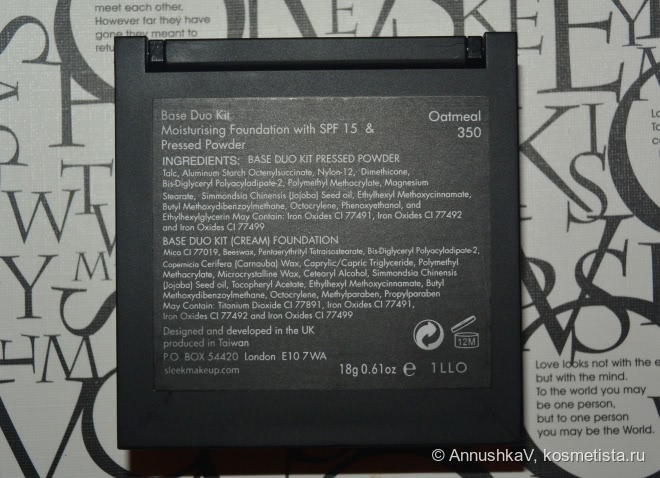 meet each other,
However far they have
gone they meant to
Base Duo Kit
Moisturising Foundation with SPF 15 &
Pressed Powder
Oatmeal
350
INGREDIENTS: BASE DUO KIT PRESSED POWDER
Talc, Aluminum Starch Octenylsuccinate, Nylon-12, Dimethicone,
Bis-Diglyceryl Polyacyladipate-2, Polymethyl Methacrylate, Magnesium
Stearate, Simmondsia Chinensis (Jojoba) Seed oil, Ethylhexyl Methoxycinnamate,
Butyl Methoxydibenzoylmethane, Octocrylene, Phenoxyethanol, and
Ethylhexylglycerin May Contain: Iron Oxides CI 77491, Iron Oxides CI 77492
and Iron Oxides CI 77499
BASE DUO KIT (CREAM) FOUNDATION
Mica CI 77019, Beeswax, Pentaerythrityl Tetraisostearate, Bis-Diglyceryl Polyacyladipate-2,
Copernicia Cerifera (Carnauba) Wax, Caprylic/Capric Triglyceride, Polymethyl
Methacrylate, Microcrystalline Wax, Cetearyl Alcohol, Simmondsia Chinensis
(Jojoba) Seed oil, Tocopheryl Acetate, Ethylhexyl Methoxycinnamate, Butyl
Methoxydibenzoylmethane, Octocrylene, Methylparaben, Propylparaben
May Contain: Titanium Dioxide CI 77891, Iron Oxides CI 77491,
Iron Oxides CI 77492 and Iron Oxides CI 77499
Designed and developed in the UK
produced in Taiwan
P.O. BOX 54420 London E10 7WA
sleekmakeup.com
12M
18g 0.61oz e 1LLO
Love looks not with the e
but with the mind.
To the world you may
be one person,
but to one person
you may be the World.
© AnnushkaV, kosmetista.ru